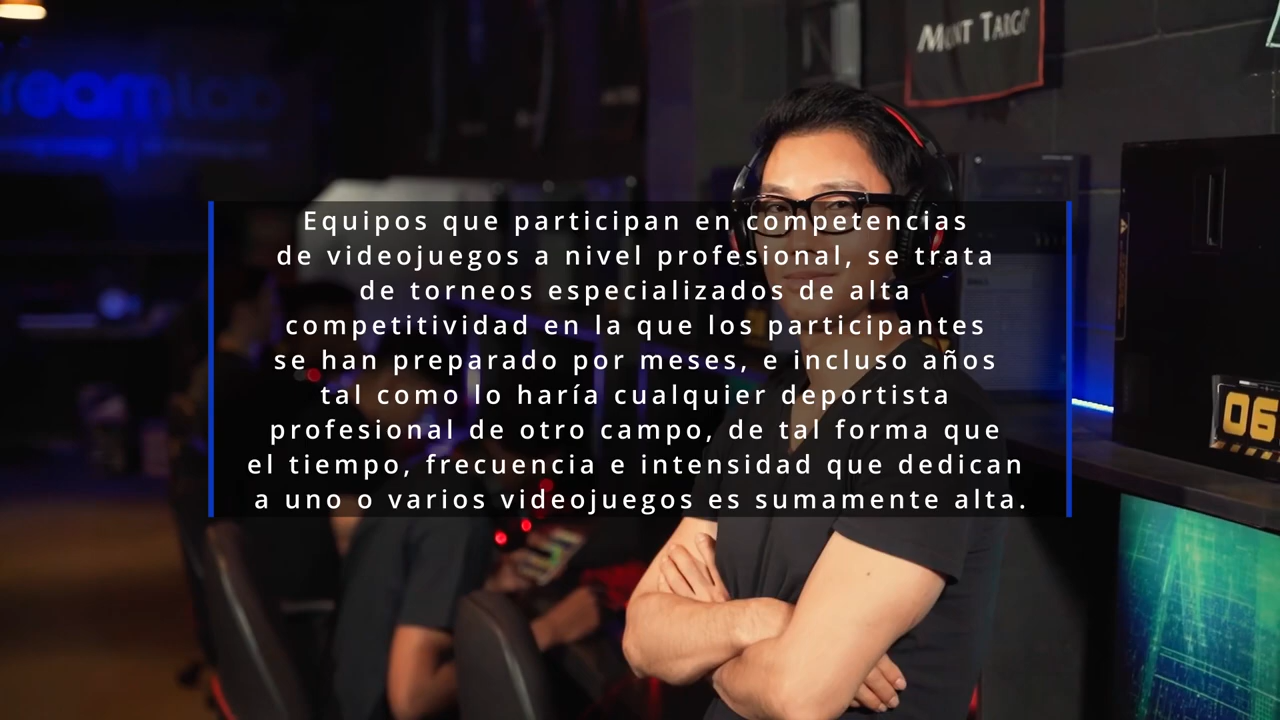 MOUNT TARGO
Equipos que participan en competencias
de videojuegos a nivel profesional, se trata
de torneos especializados de alta
competitividad en la que los participantes
se han preparado por meses, e incluso años
tal como lo haría cualquier deportista
profesional de otro campo, de tal forma que
el tiempo, frecuencia e intensidad que dedican
a uno o varios videojuegos es sumamente alta.
06